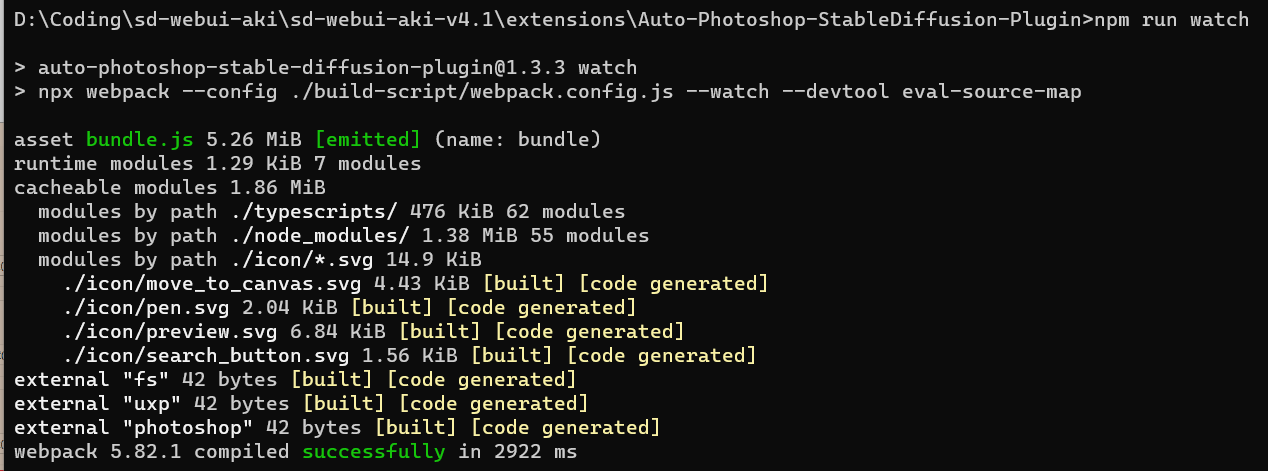 D:\Coding\sd-webui-aki\sd-webui-aki-v4.1\extensions\Auto-Photoshop-StableDiffusion-Plugin>npm run watch
> auto-photoshop-stable-diffusion-plugin@1.3.3 watch
> npx webpack --config ./build-script/webpack.config.js --watch --devtool eval-source-map
asset bundle.js 5.26 MiB [emitted] (name: bundle)
runtime modules 1.29 KiB 7 modules
cacheable modules 1.86 MiB
  modules by path ./typescripts/ 476 KiB 62 modules
  modules by path ./node_modules/ 1.38 MiB 55 modules
  modules by path ./icon/*.svg 14.9 KiB
    ./icon/move_to_canvas.svg 4.43 KiB [built] [code generated]
    ./icon/pen.svg 2.04 KiB [built] [code generated]
    ./icon/preview.svg 6.84 KiB [built] [code generated]
    ./icon/search_button.svg 1.56 KiB [built] [code generated]
external "fs" 42 bytes [built] [code generated]
external "uxp" 42 bytes [built] [code generated]
external "photoshop" 42 bytes [built] [code generated]
webpack 5.82.1 compiled successfully in 2922 ms